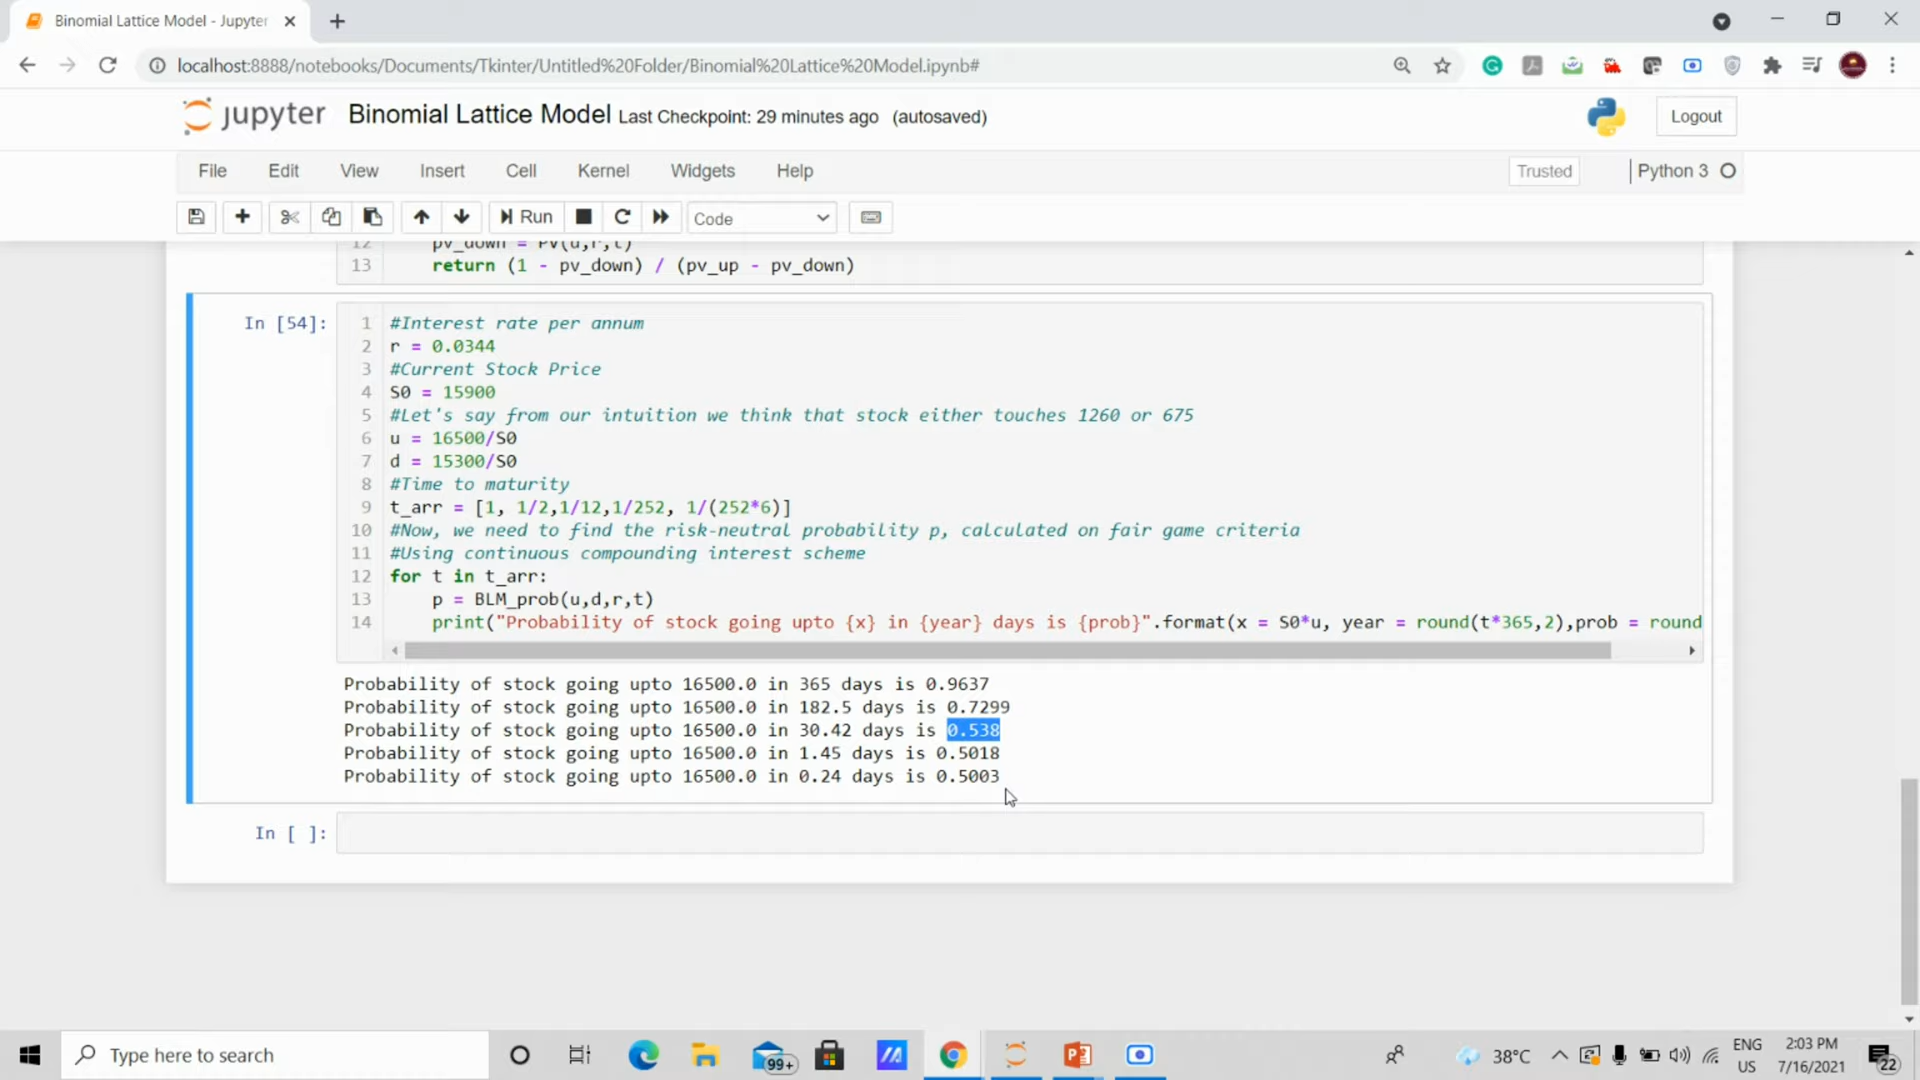 Binomial Lattice Model - Jupyter
localhost:8888/notebooks/Documents/Tkinter/Untitled%20Folder/Binomial%20Lattice%20Model.ipynb#
jupyter Binomial Lattice Model Last Checkpoint: 29 minutes ago (autosaved)
Logout
File Edit View Insert Cell Kernel Widgets Help
Trusted
Python 3
Run
Code
12 pv_down = PV(u,r,t)
13 return (1 - pv_down) / (pv_up - pv_down)
In [54]:
1 #Interest rate per annum
2 r = 0.0344
3 #Current Stock Price
4 S0 = 15900
5 #Let's say from our intuition we think that stock either touches 1260 or 675
6 u = 16500/S0
7 d = 15300/S0
8 #Time to maturity
9 t_arr = [1, 1/2,1/12,1/252, 1/(252*6)]
10 #Now, we need to find the risk-neutral probability p, calculated on fair game criteria
11 #Using continuous compounding interest scheme
12 for t in t_arr:
13 p = BLM_prob(u,d,r,t)
14 print("Probability of stock going upto {x} in {year} days is {prob}".format(x = S0*u, year = round(t*365,2),prob = round
Probability of stock going upto 16500.0 in 365 days is 0.9637
Probability of stock going upto 16500.0 in 182.5 days is 0.7299
Probability of stock going upto 16500.0 in 30.42 days is 0.538
Probability of stock going upto 16500.0 in 1.45 days is 0.5018
Probability of stock going upto 16500.0 in 0.24 days is 0.5003
In [ ]:
Type here to search
99+
38°C
ENG
US
2:03 PM
7/16/2021
22